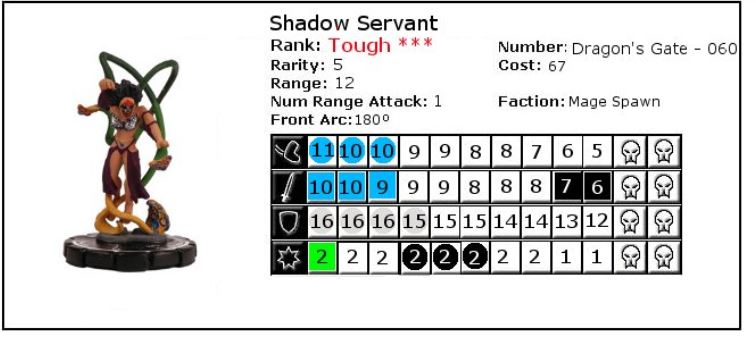 Shadow Servant
Rank: Tough ***
Number: Dragon's Gate - 060
Rarity: 5
Cost: 67
Range: 12
Num Range Attack: 1
Faction: Mage Spawn
Front Arc:180º
11 10 10 9 9 8 8 7 6 5
10 10 9 9 9 8 8 8 7 6
16 16 16 15 15 15 14 14 13 12
2 2 2 2 2 2 2 2 1 1